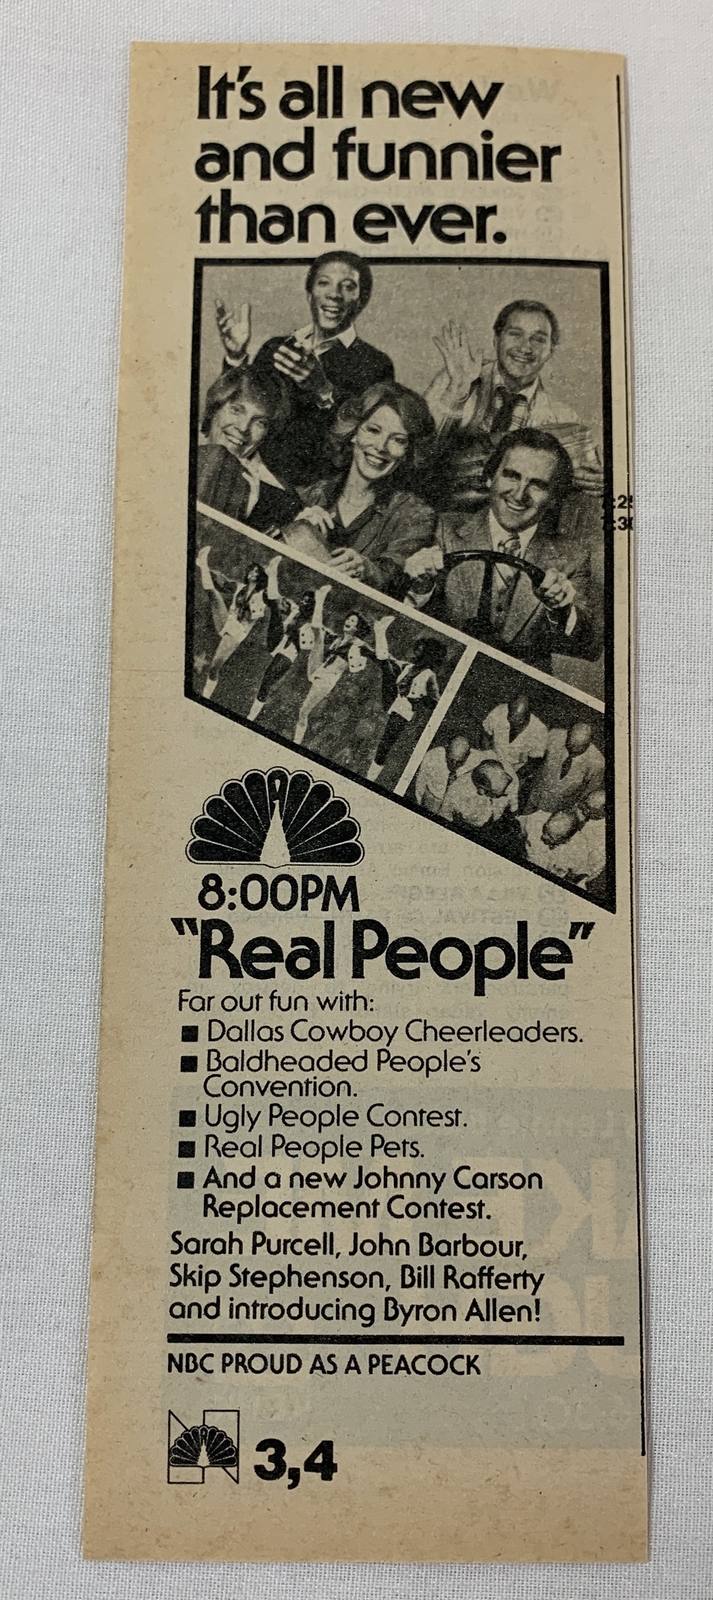 It's all new
and funnier
than ever.
8:00PM
"Real People"
Far out fun with:
■ Dallas Cowboy Cheerleaders.
■ Baldheaded People's
Convention.
■ Ugly People Contest.
■ Real People Pets.
■ And a new Johnny Carson
Replacement Contest.
Sarah Purcell, John Barbour,
Skip Stephenson, Bill Rafferty
and introducing Byron Allen!
NBC PROUD AS A PEACOCK
3,4